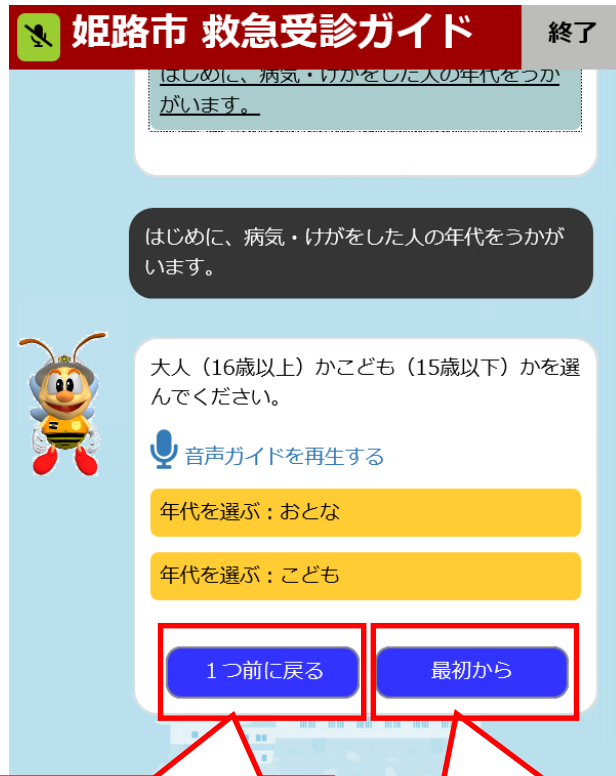 姫路市 救急受診ガイド
終了
はじめに、病気・けがをした人の年代をうか
がいます。
はじめに、病気・けがをした人の年代をうかが
います。
大人（16歳以上）かこども（15歳以下）かを選
んでください。
音声ガイドを再生する
年代を選ぶ：おとな
年代を選ぶ：こども
１つ前に戻る
最初から